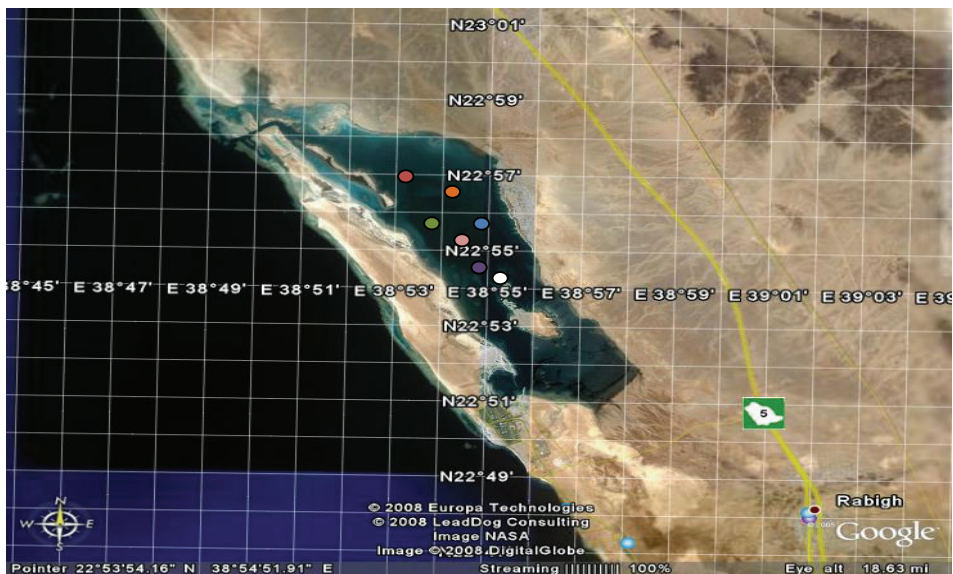 N23°01'
N22°59'
N22°57'
N22°55'
38°45' E 38°47' E 38°49' E 38°51' E 38°53' E 38°55' E 38°57' E 38°59' E 39°01' E 39°03' E 39
N22°53'
N22°51'
5
N22°49'
Rabigh
N
W E
S
© 2008 Europa Technologies
© 2008 LeadDog Consulting
Image NASA
Image © 2008 DigitalGlobe
©2005 Google™
Pointer 22°53'54.16" N 38°54'51.91" E Streaming ||||||||| 100% Eye alt 18.63 mi